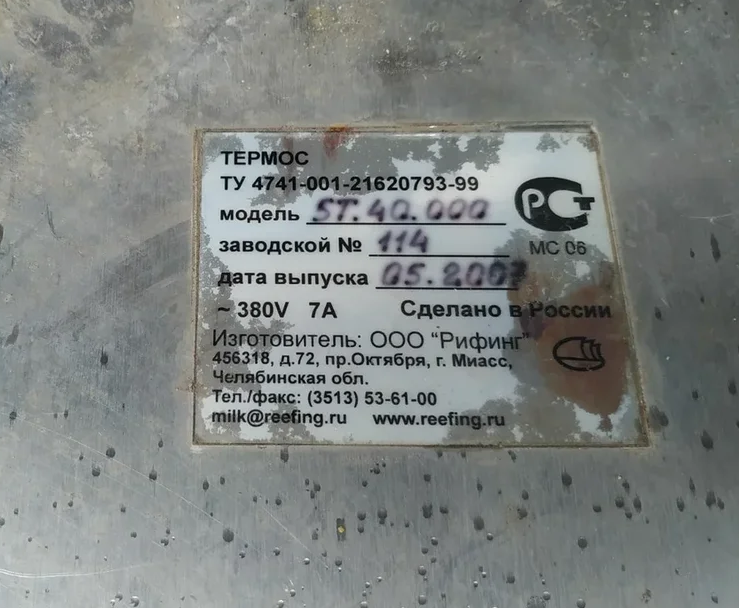 ТЕРМОС
ТУ 4741-001-21620793-99
модель ST.40.000
РСТ
заводской № 114
МС 06
дата выпуска 05.2007
~ 380V 7А Сделано в России
Изготовитель: ООО "Рифинг"
456318, д.72, пр.Октября, г. Миасс,
Челябинская обл.
Тел./факс: (3513) 53-61-00
milk@reefing.ru www.reefing.ru